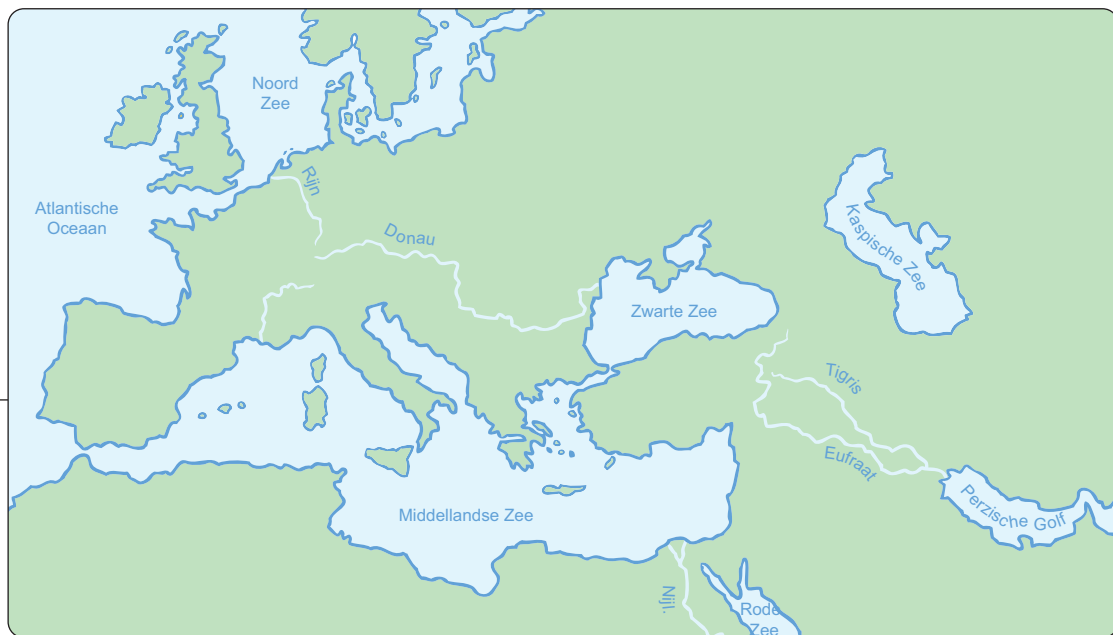 Noord
Zee
Rijn
Atlantische
Oceaan
Donau
Kaspische Zee
Zwarte Zee
Tigris
Eufraat
Perzische Golf
Middellandse Zee
Nijl.
Rode
Zee